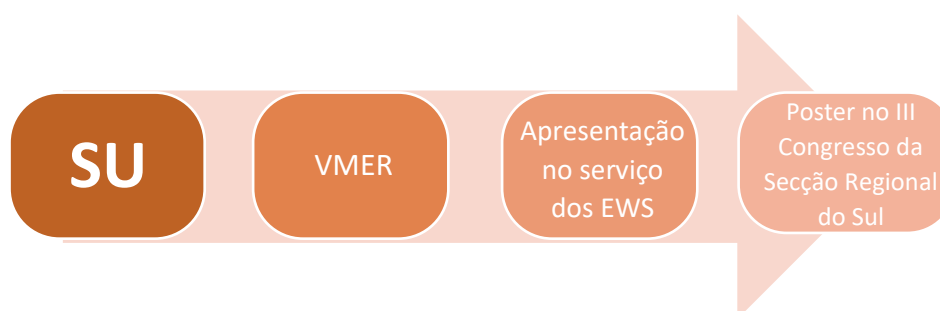 SU
VMER
Apresentação
no serviço
dos EWS
Poster no III
Congresso da
Secção Regional
do Sul